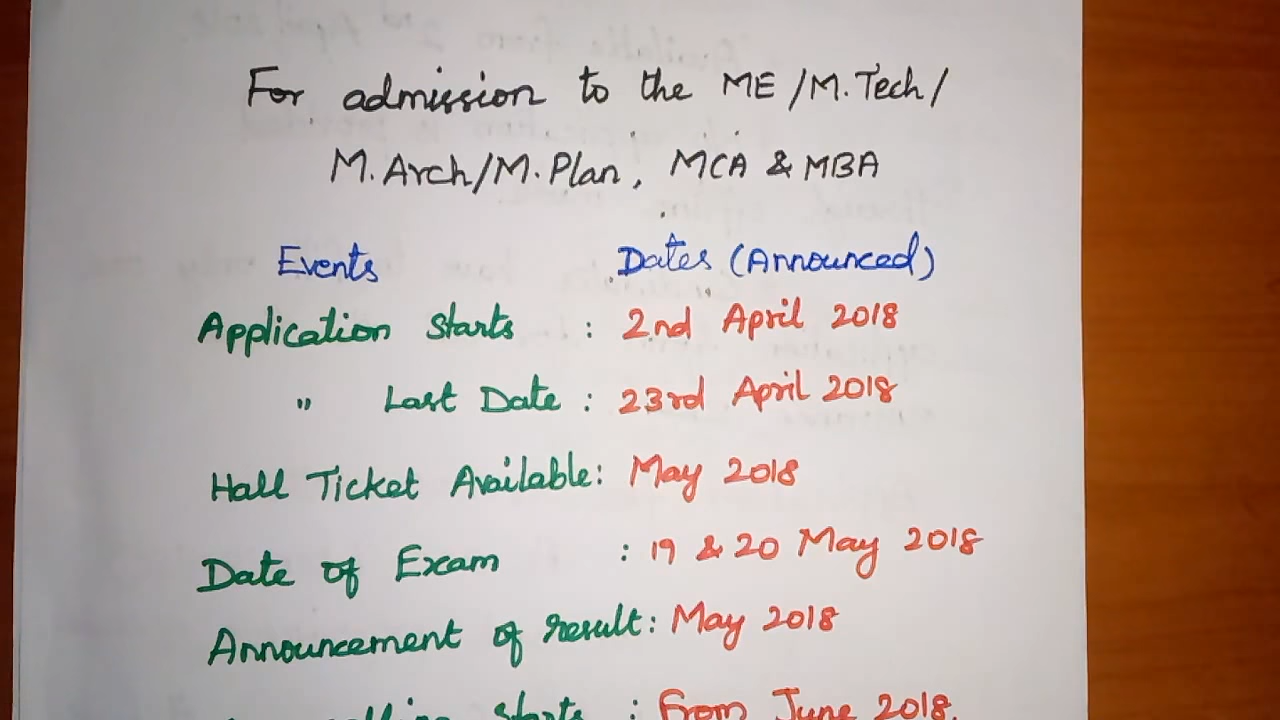 For admission to the ME/M.Tech/
M.Arch/M.Plan, MCA & MBA
Events Dates (Announced)
Application Starts : 2nd April 2018
" Last Date : 23rd April 2018
Hall Ticket Available: May 2018
Date of Exam : 19 & 20 May 2018
Announcement of result: May 2018
Starts : From June 2018.